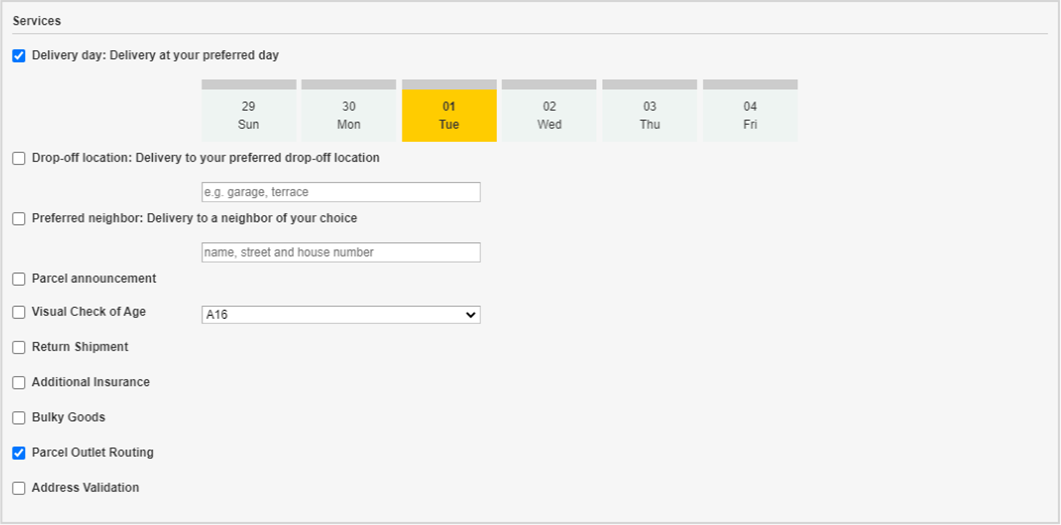 Services
Delivery day: Delivery at your preferred day
29 30 01 02 03 04
Sun Mon Tue Wed Thu Fri
Drop-off location: Delivery to your preferred drop-off location
e.g. garage, terrace
Preferred neighbor: Delivery to a neighbor of your choice
name, street and house number
Parcel announcement
Visual Check of Age A16
Return Shipment
Additional Insurance
Bulky Goods
Parcel Outlet Routing
Address Validation